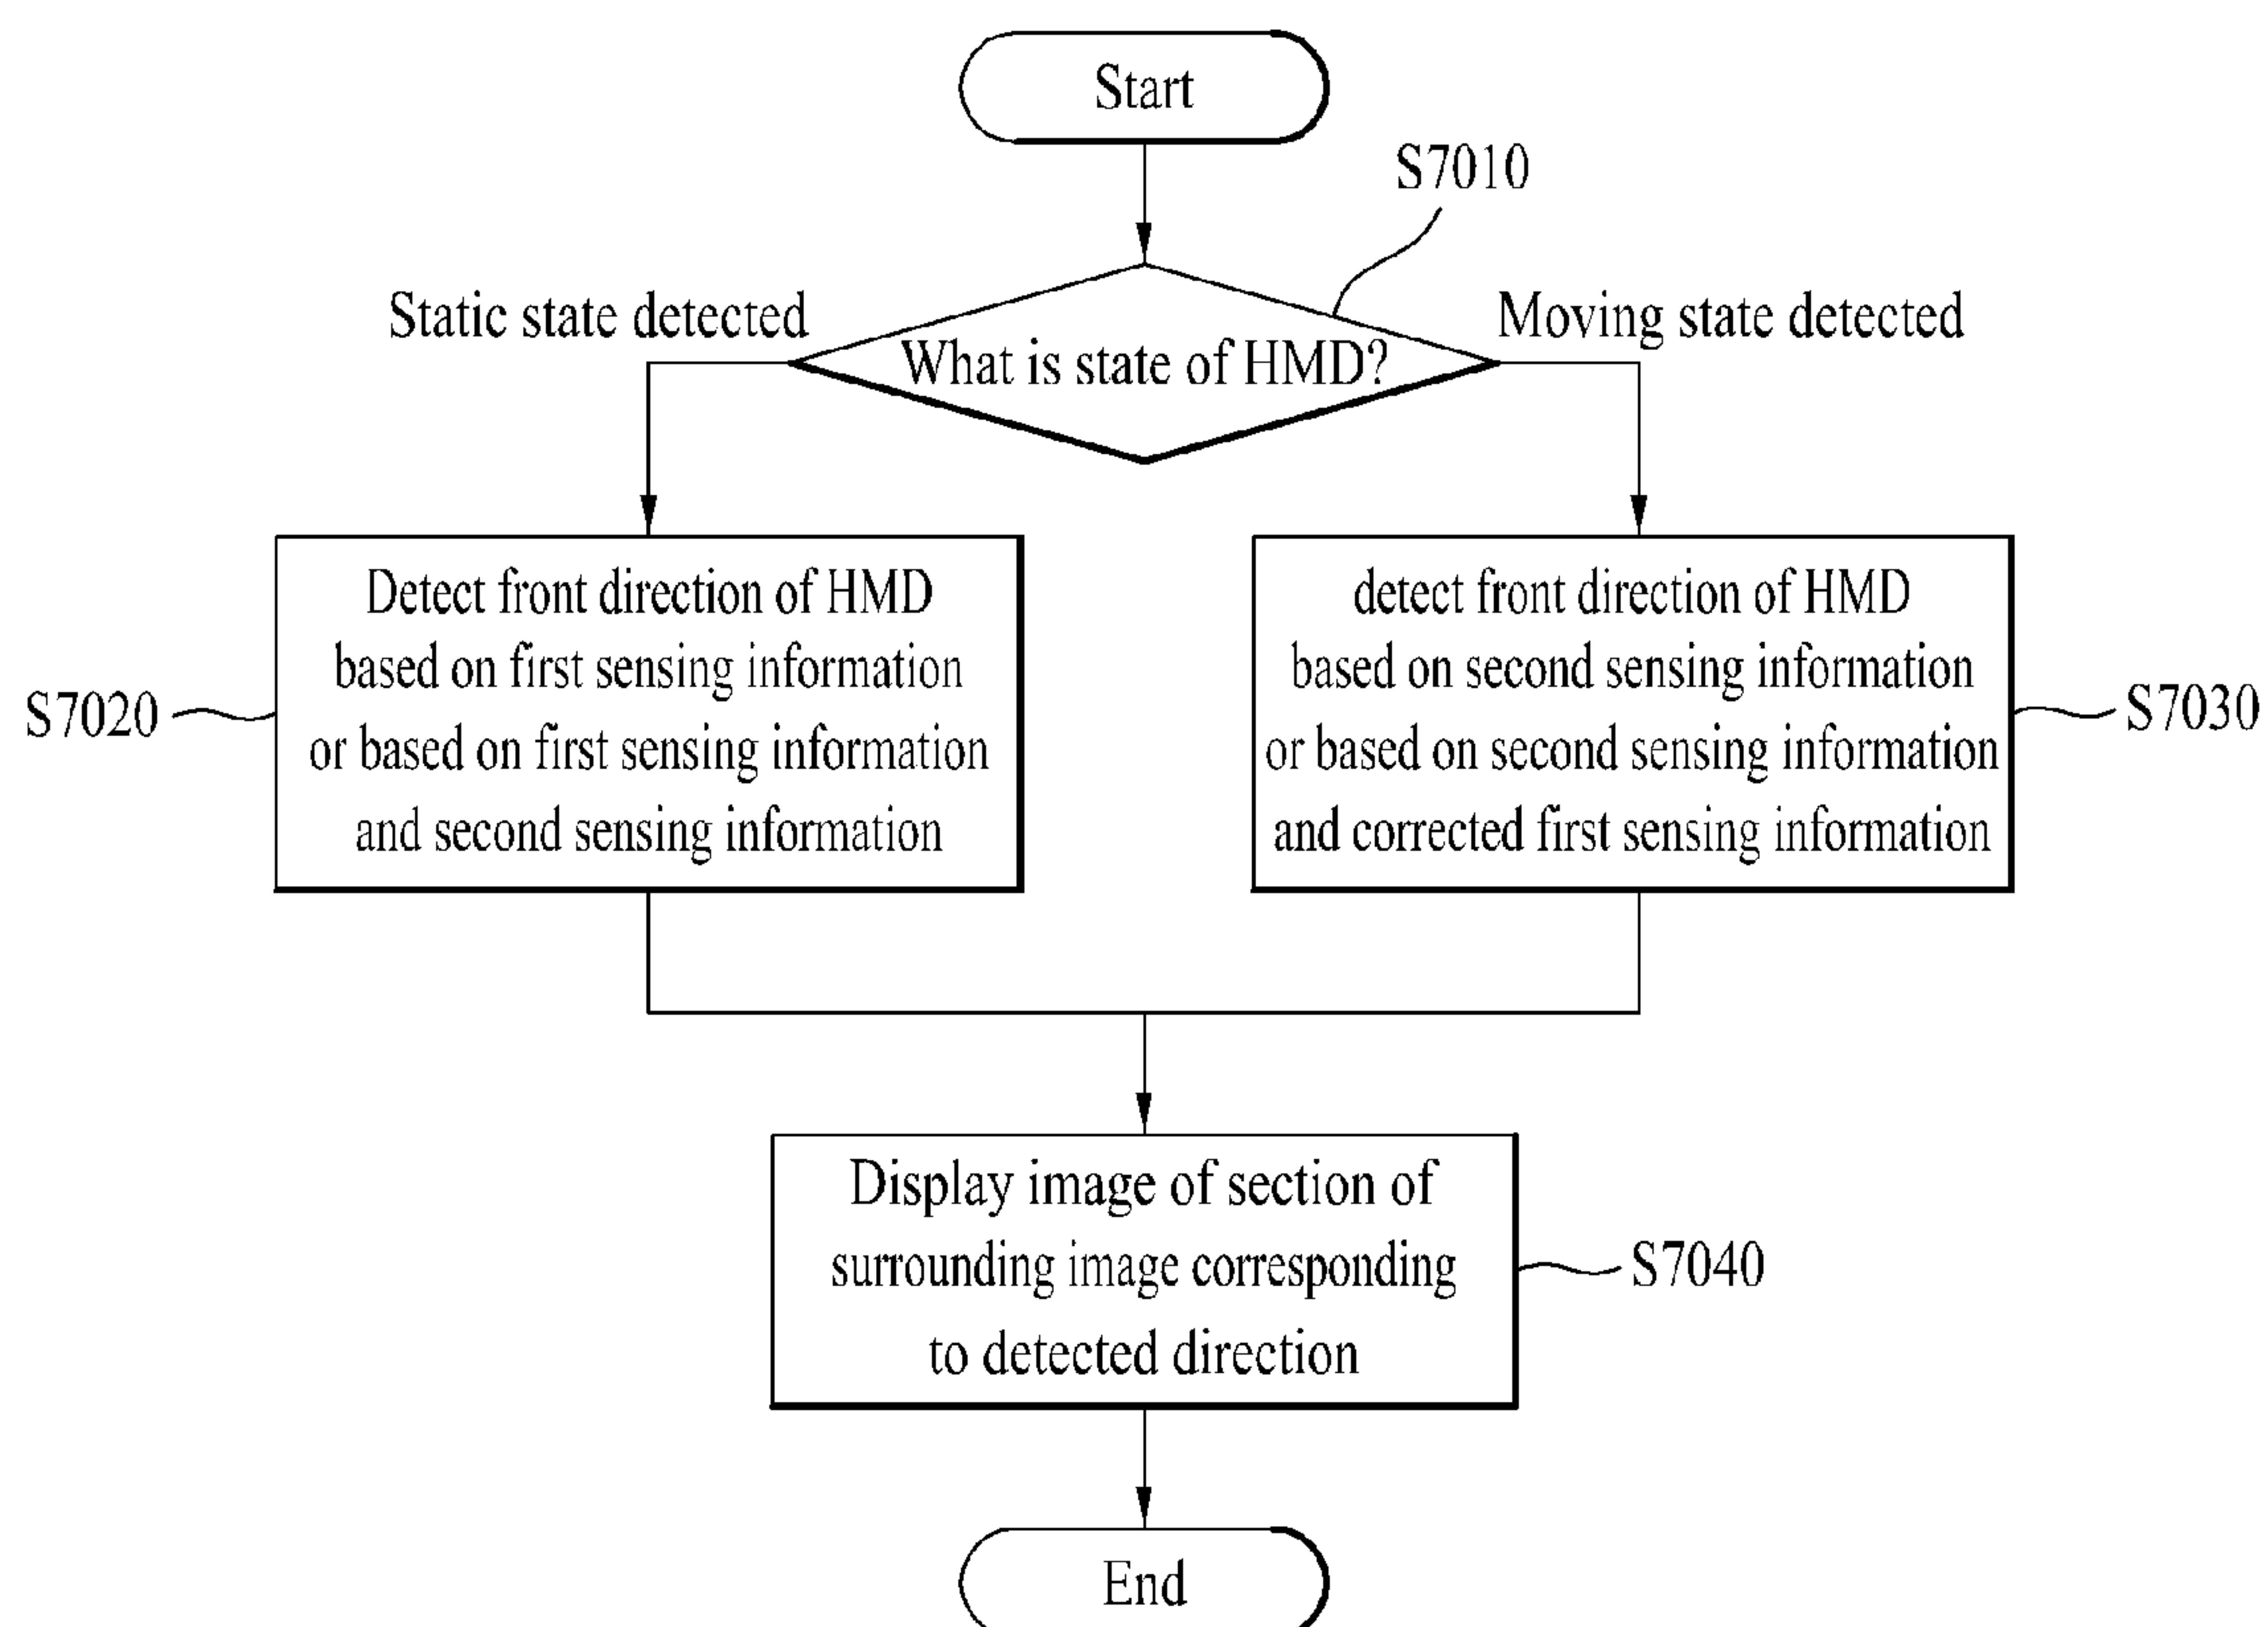 Start
S7010
Static state detected
Moving state detected
What is state of HMD?
Detect front direction of HMD
based on first sensing information
or based on first sensing information
and second sensing information
S7020
detect front direction of HMD
based on second sensing information
or based on second sensing information
and corrected first sensing information
S7030
Display image of section of
surrounding image corresponding
to detected direction
S7040
End